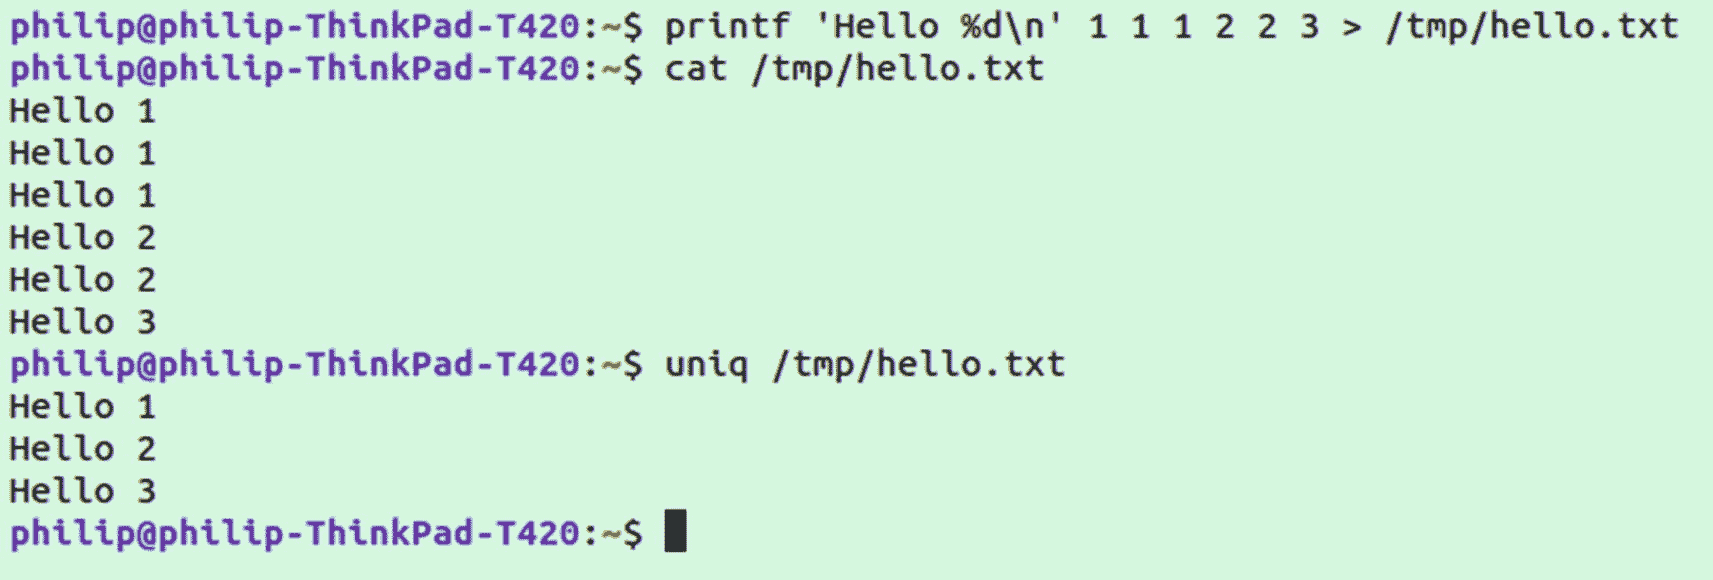 philip@philip-ThinkPad-T420:~$ printf 'Hello %d\n' 1 1 1 2 2 3 > /tmp/hello.txt
philip@philip-ThinkPad-T420:~$ cat /tmp/hello.txt
Hello 1
Hello 1
Hello 1
Hello 2
Hello 2
Hello 3
philip@philip-ThinkPad-T420:~$ uniq /tmp/hello.txt
Hello 1
Hello 2
Hello 3
philip@philip-ThinkPad-T420:~$